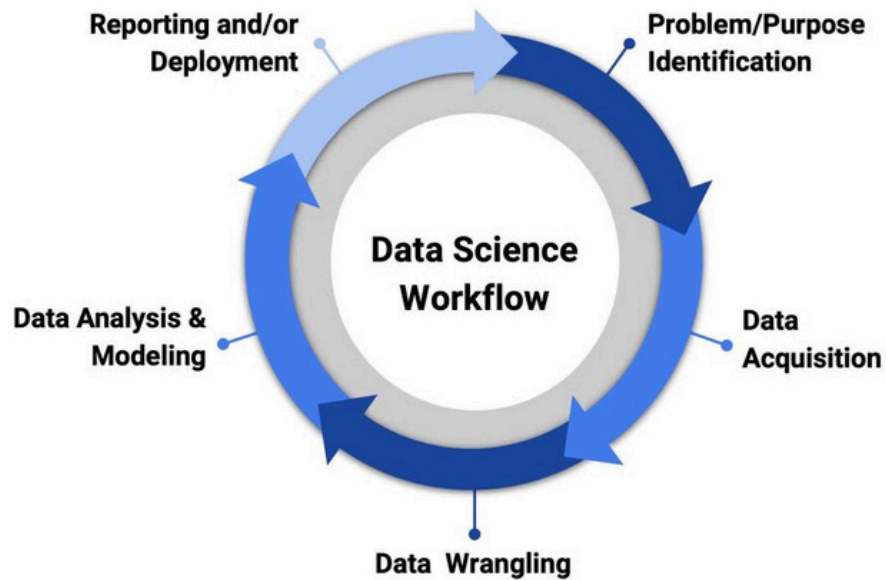 Reporting and/or
Deployment
Problem/Purpose
Identification
Data Science
Workflow
Data Analysis &
Modeling
Data
Acquisition
Data Wrangling